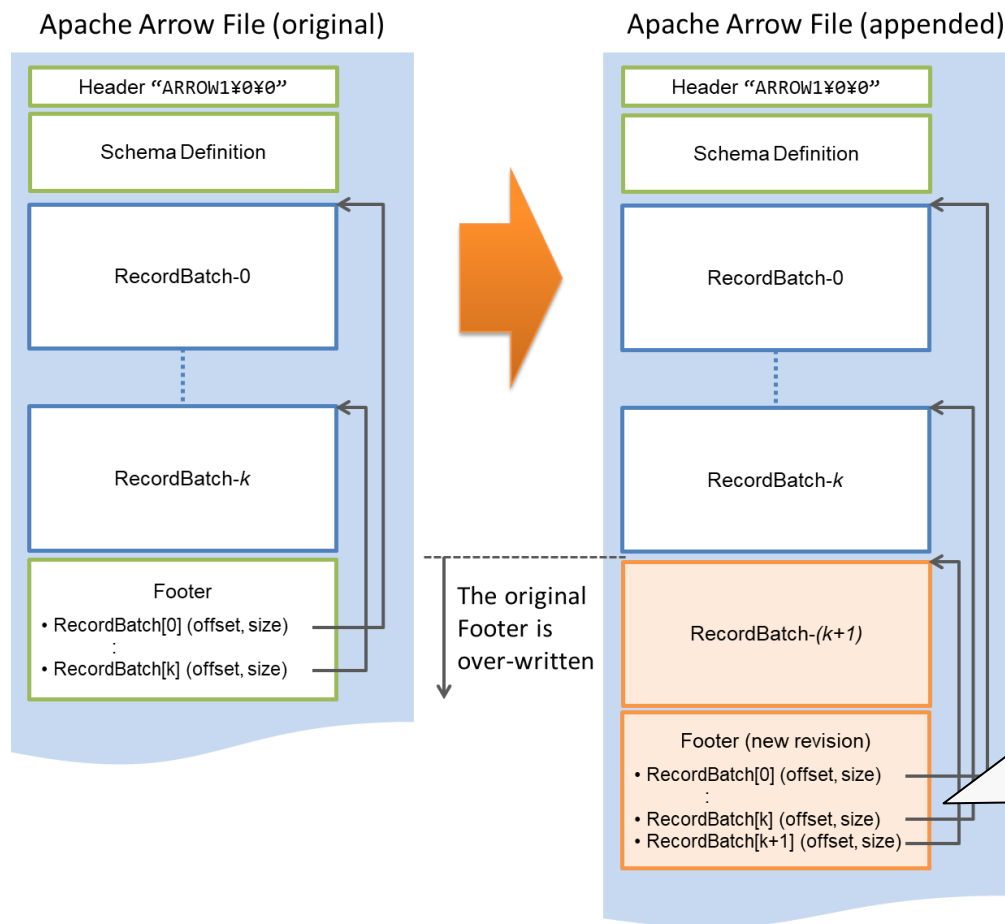 Apache Arrow File (original)
Header “ARROW1¥0¥0”
Schema Definition
RecordBatch-0
RecordBatch-k
Footer
• RecordBatch[0] (offset, size)
:
• RecordBatch[k] (offset, size)
The original
Footer is
over-written
Apache Arrow File (appended)
Header “ARROW1¥0¥0”
Schema Definition
RecordBatch-0
RecordBatch-k
RecordBatch-(k+1)
Footer (new revision)
• RecordBatch[0] (offset, size)
:
• RecordBatch[k] (offset, size)
• RecordBatch[k+1] (offset, size)